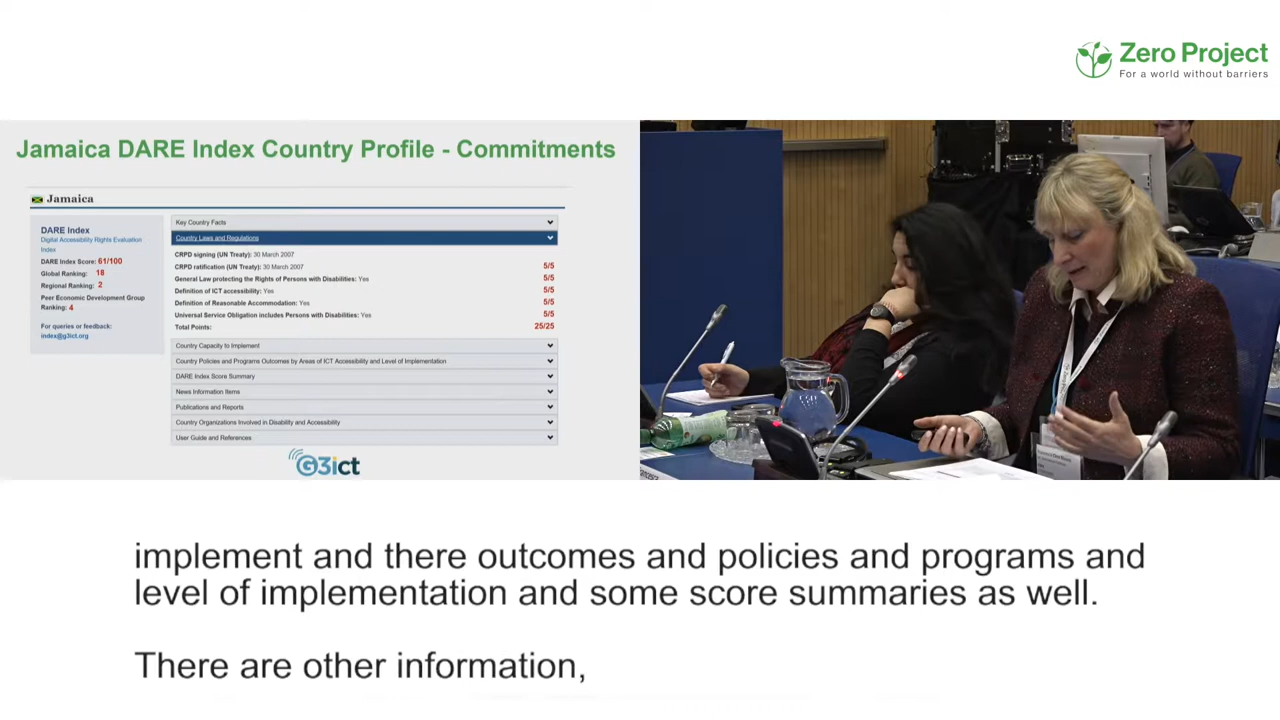 Zero Project
For a world without barriers
Jamaica DARE Index Country Profile - Commitments
Jamaica
DARE Index
Digital Accessibility Rights Evaluation
Index
DARE Index Score: 61/100
Global Ranking: 18
Regional Ranking: 2
Peer Economic Development Group
Ranking: 4
For queries or feedback:
index@g3ict.org
Key Country Facts
Country Laws and Regulations
CRPD signing (UN Treaty): 30 March 2007
CRPD ratification (UN Treaty): 30 March 2007 5/5
General Law protecting the Rights of Persons with Disabilities: Yes 5/5
Definition of ICT accessibility: Yes 5/5
Definition of Reasonable Accommodation: Yes 5/5
Universal Service Obligation includes Persons with Disabilities: Yes 5/5
Total Points: 25/25
Country Capacity to Implement
Country Policies and Programs Outcomes by Areas of ICT Accessibility and Level of Implementation
DARE Index Score Summary
News Information Items
Publications and Reports
Country Organizations Involved in Disability and Accessibility
User Guide and References
G3ict
implement and there outcomes and policies and programs and
level of implementation and some score summaries as well.
There are other information,